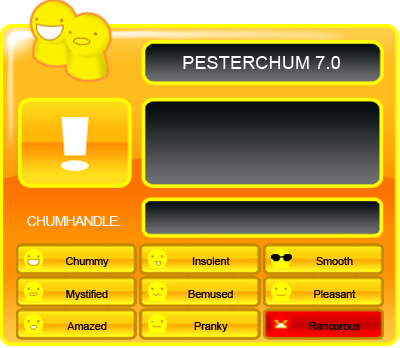 PESTERCHUM 7.0
!
CHUMHANDLE:
Chummy Insolent Smooth
Mystified Bemused Pleasant
Amazed Pranky Rancorous